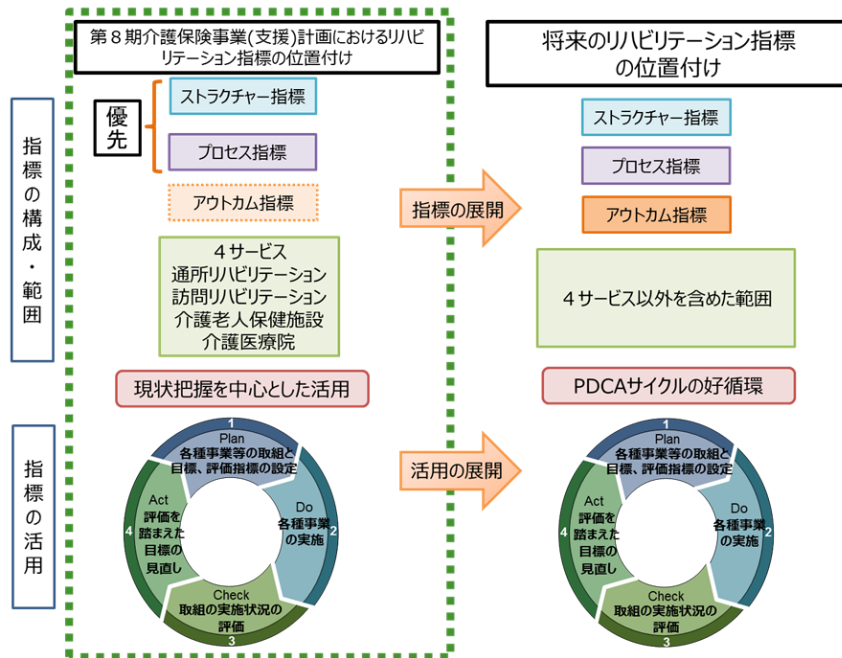 第８期介護保険事業(支援)計画におけるリハビ
リテーション指標の位置付け
将来のリハビリテーション指標
の位置付け
指標の構成・範囲
優先
ストラクチャー指標
プロセス指標
アウトカム指標
４サービス
通所リハビリテーション
訪問リハビリテーション
介護老人保健施設
介護医療院
指標の展開
ストラクチャー指標
プロセス指標
アウトカム指標
４サービス以外を含めた範囲
指標の活用
現状把握を中心とした活用
1
Plan
各種事業等の取組と
目標、評価指標の設定
Do
各種事業
の実施
2
Check
取組の実施状況の
評価
3
Act
評価を
踏まえた
目標の
見直し
4
活用の展開
PDCAサイクルの好循環
1
Plan
各種事業等の取組と
目標、評価指標の設定
Do
各種事業
の実施
2
Check
取組の実施状況の
評価
3
Act
評価を
踏まえた
目標の
見直し
4